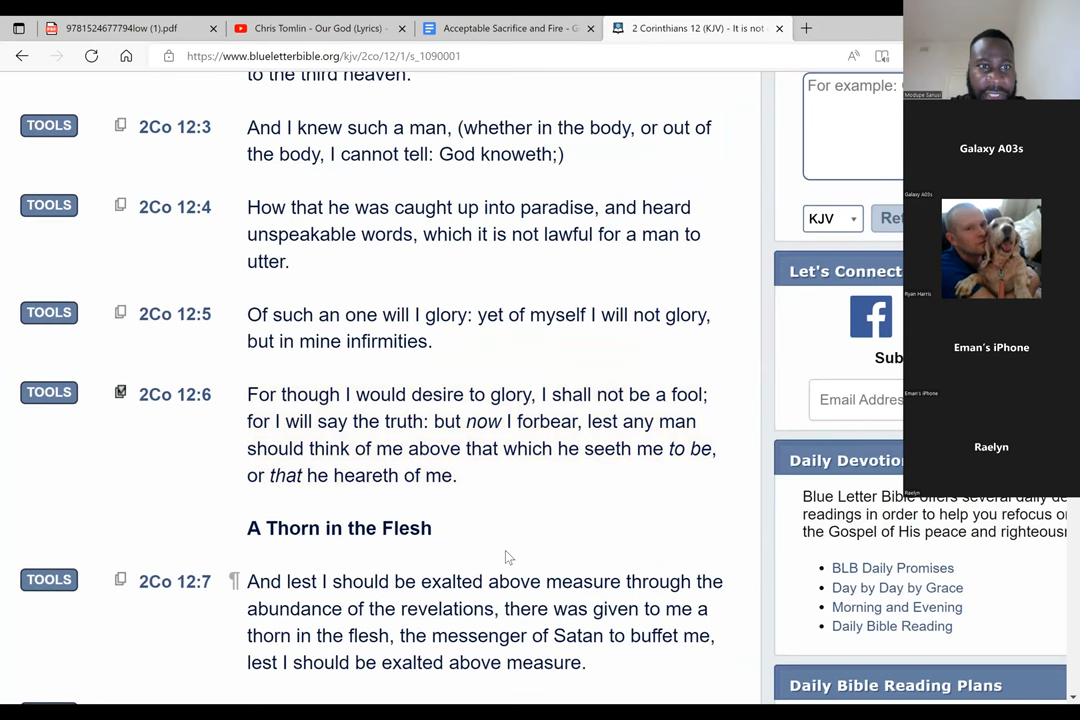 9781524677794low (1).pdf
Chris Tomlin - Our God (Lyrics) -
Acceptable Sacrifice and Fire - G
2 Corinthians 12 (KJV) - It is not
https://www.blueletterbible.org/kjv/2co/12/1/s_1090001
to the third heaven.
TOOLS 2Co 12:3 And I knew such a man, (whether in the body, or out of
the body, I cannot tell: God knoweth;)
TOOLS 2Co 12:4 How that he was caught up into paradise, and heard
unspeakable words, which it is not lawful for a man to
utter.
TOOLS 2Co 12:5 Of such an one will I glory: yet of myself I will not glory,
but in mine infirmities.
TOOLS 2Co 12:6 For though I would desire to glory, I shall not be a fool;
for I will say the truth: but now I forbear, lest any man
should think of me above that which he seeth me to be,
or that he heareth of me.
A Thorn in the Flesh
TOOLS 2Co 12:7 ¶ And lest I should be exalted above measure through the
abundance of the revelations, there was given to me a
thorn in the flesh, the messenger of Satan to buffet me,
lest I should be exalted above measure.
For example:
KJV
Ret
Let's Connect
Sub
Email Addres
Daily Devotio
Blue Letter Bible offers several daily de
readings in order to help you refocus o
the Gospel of His peace and righteous
• BLB Daily Promises
• Day by Day by Grace
• Morning and Evening
• Daily Bible Reading
Daily Bible Reading Plans
Modupe Sanusi
Galaxy A03s
Galaxy A03s
Ryan Harris
Eman's iPhone
Eman's iPhone
Raelyn
Raelyn